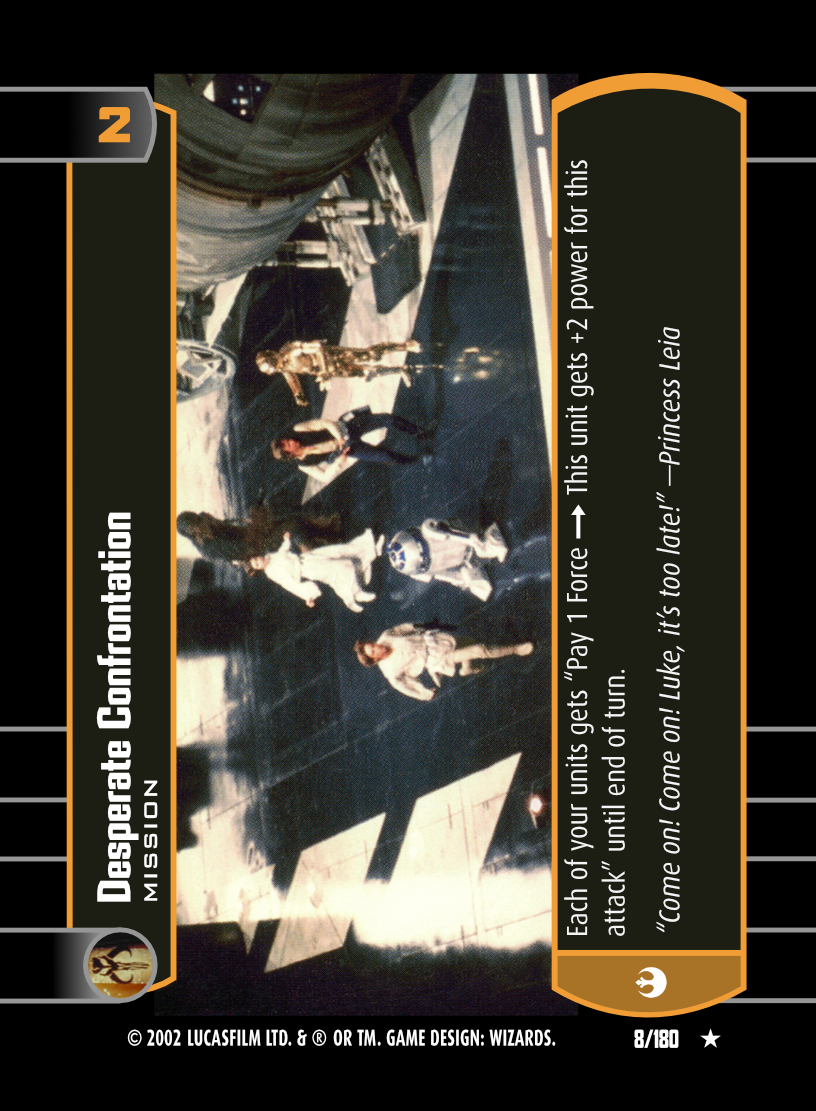 2
Desperate Confrontation
MISSION
Each of your units gets “Pay 1 Force → This unit gets +2 power for this
attack” until end of turn.
“Come on! Come on! Luke, it’s too late!” —Princess Leia
© 2002 LUCASFILM LTD. & ® OR TM. GAME DESIGN: WIZARDS.
8/180 ★